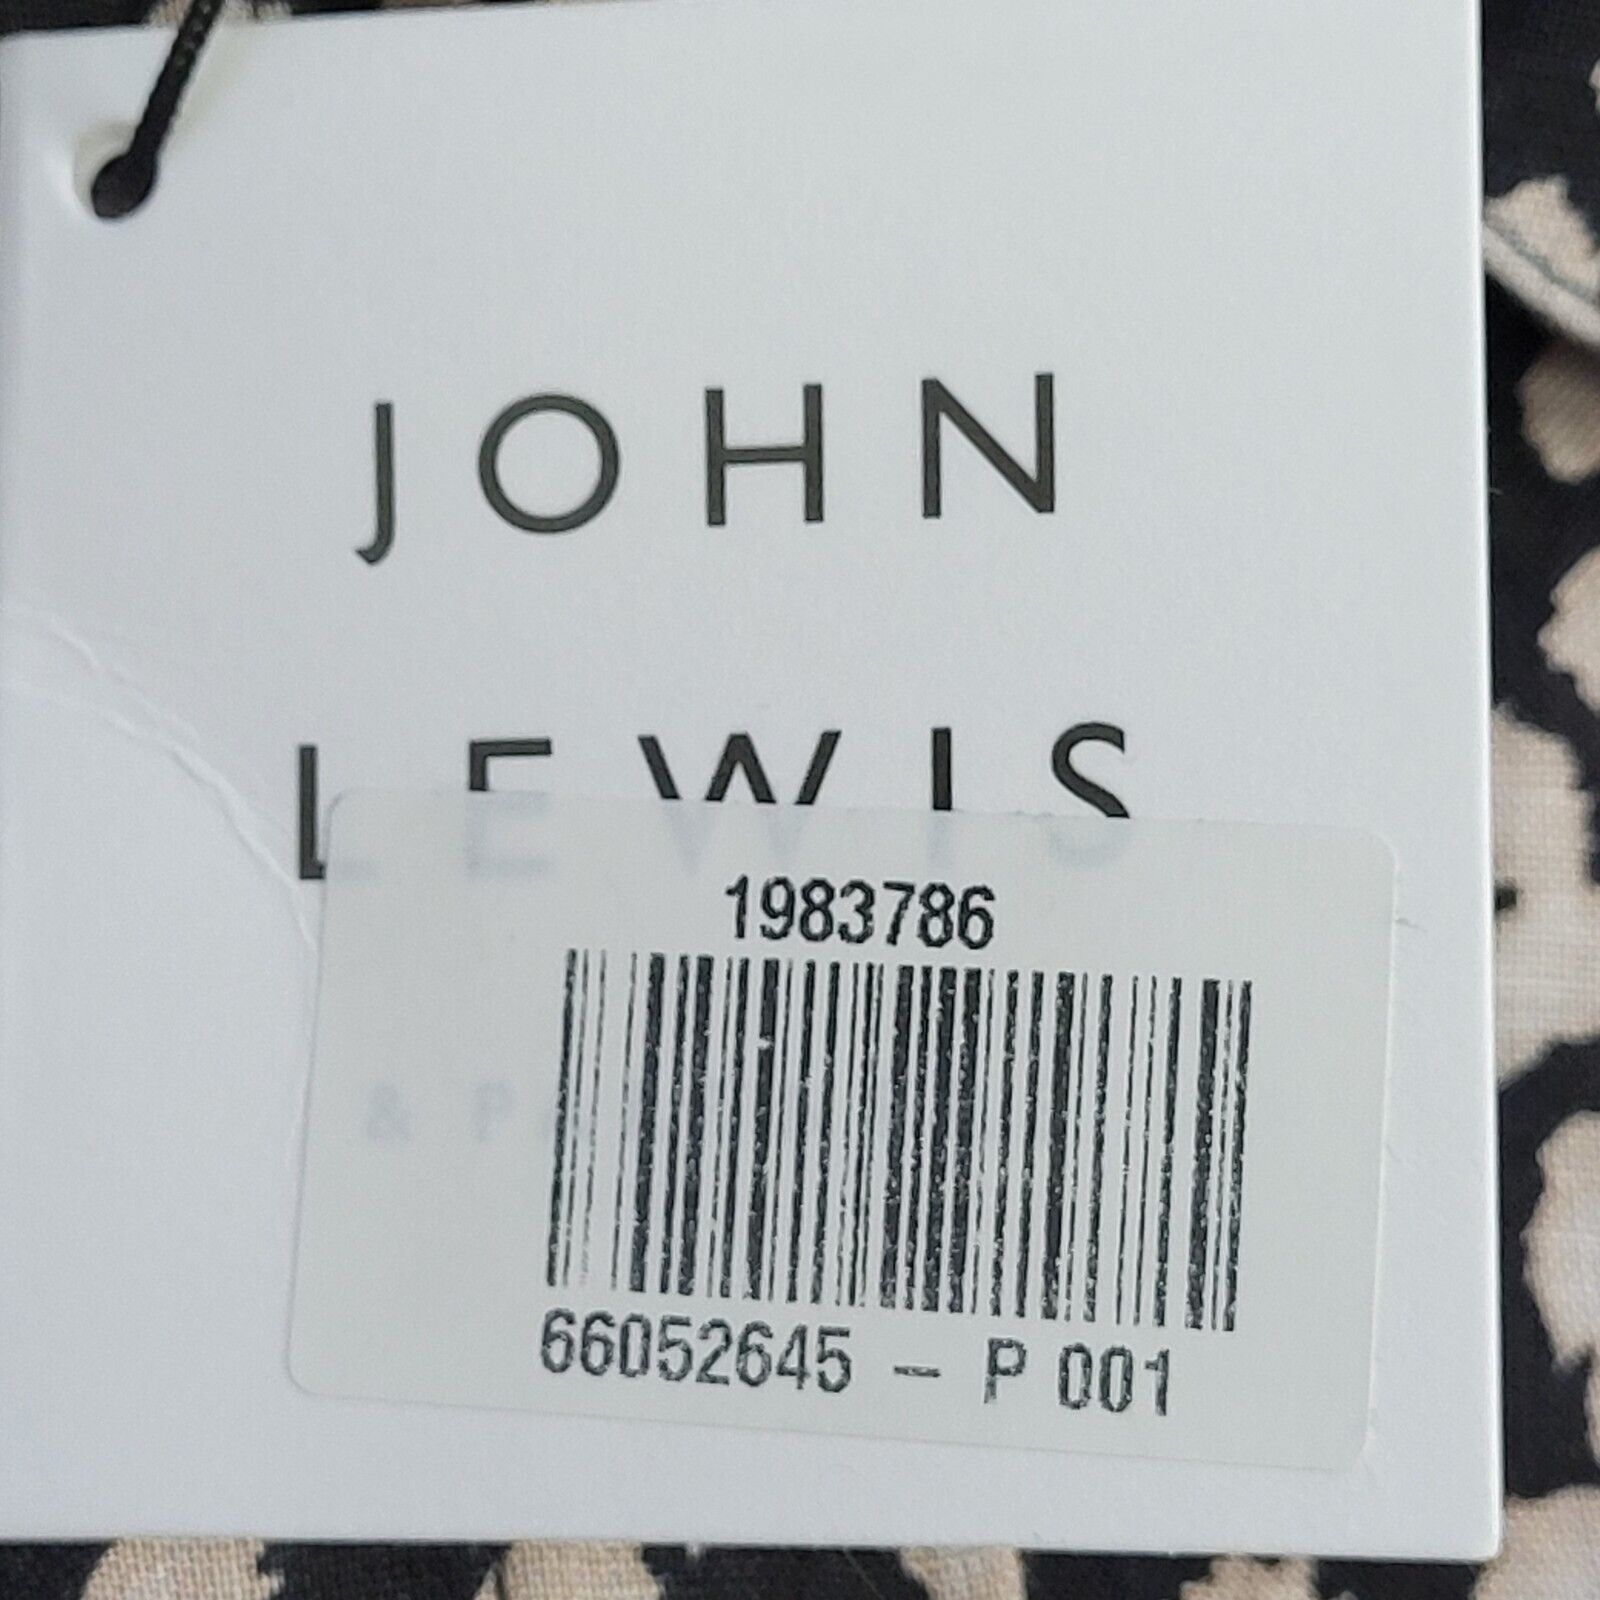 JOHN
LEWIS
1983786
& P
66052645 - P 001